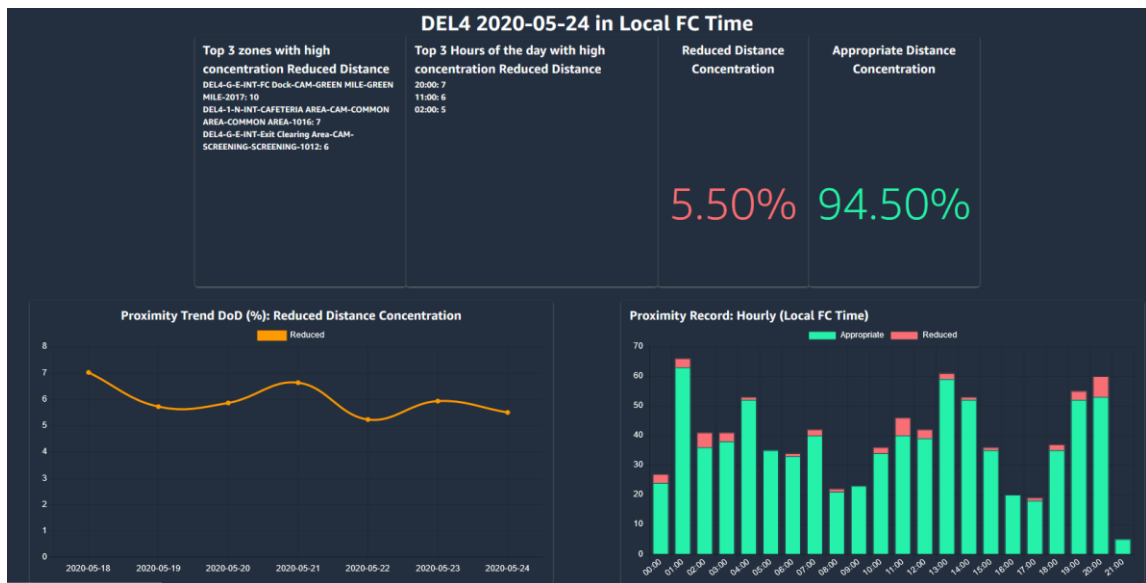 DEL4 2020-05-24 in Local FC Time
Top 3 zones with high
concentration Reduced Distance
DEL4-G-E-INT-FC Dock-CAM-GREEN MILE-GREEN
MILE-2017: 10
DEL4-1-N-INT-CAFETERIA AREA-CAM-COMMON
AREA-COMMON AREA-1016: 7
DEL4-G-E-INT-Exit Clearing Area-CAM-
SCREENING-SCREENING-1012: 6
Top 3 Hours of the day with high
concentration Reduced Distance
20:00: 7
11:00: 6
02:00: 5
Reduced Distance
Concentration
5.50%
Appropriate Distance
Concentration
94.50%
Proximity Trend DoD (%): Reduced Distance Concentration
Reduced
8
7
6
5
4
3
2
1
0
2020-05-18 2020-05-19 2020-05-20 2020-05-21 2020-05-22 2020-05-23 2020-05-24
Proximity Record: Hourly (Local FC Time)
Appropriate Reduced
70
60
50
40
30
20
10
0
00:00 01:00 02:00 03:00 04:00 05:00 06:00 07:00 08:00 09:00 10:00 11:00 12:00 13:00 14:00 15:00 16:00 17:00 18:00 19:00 20:00 21:00